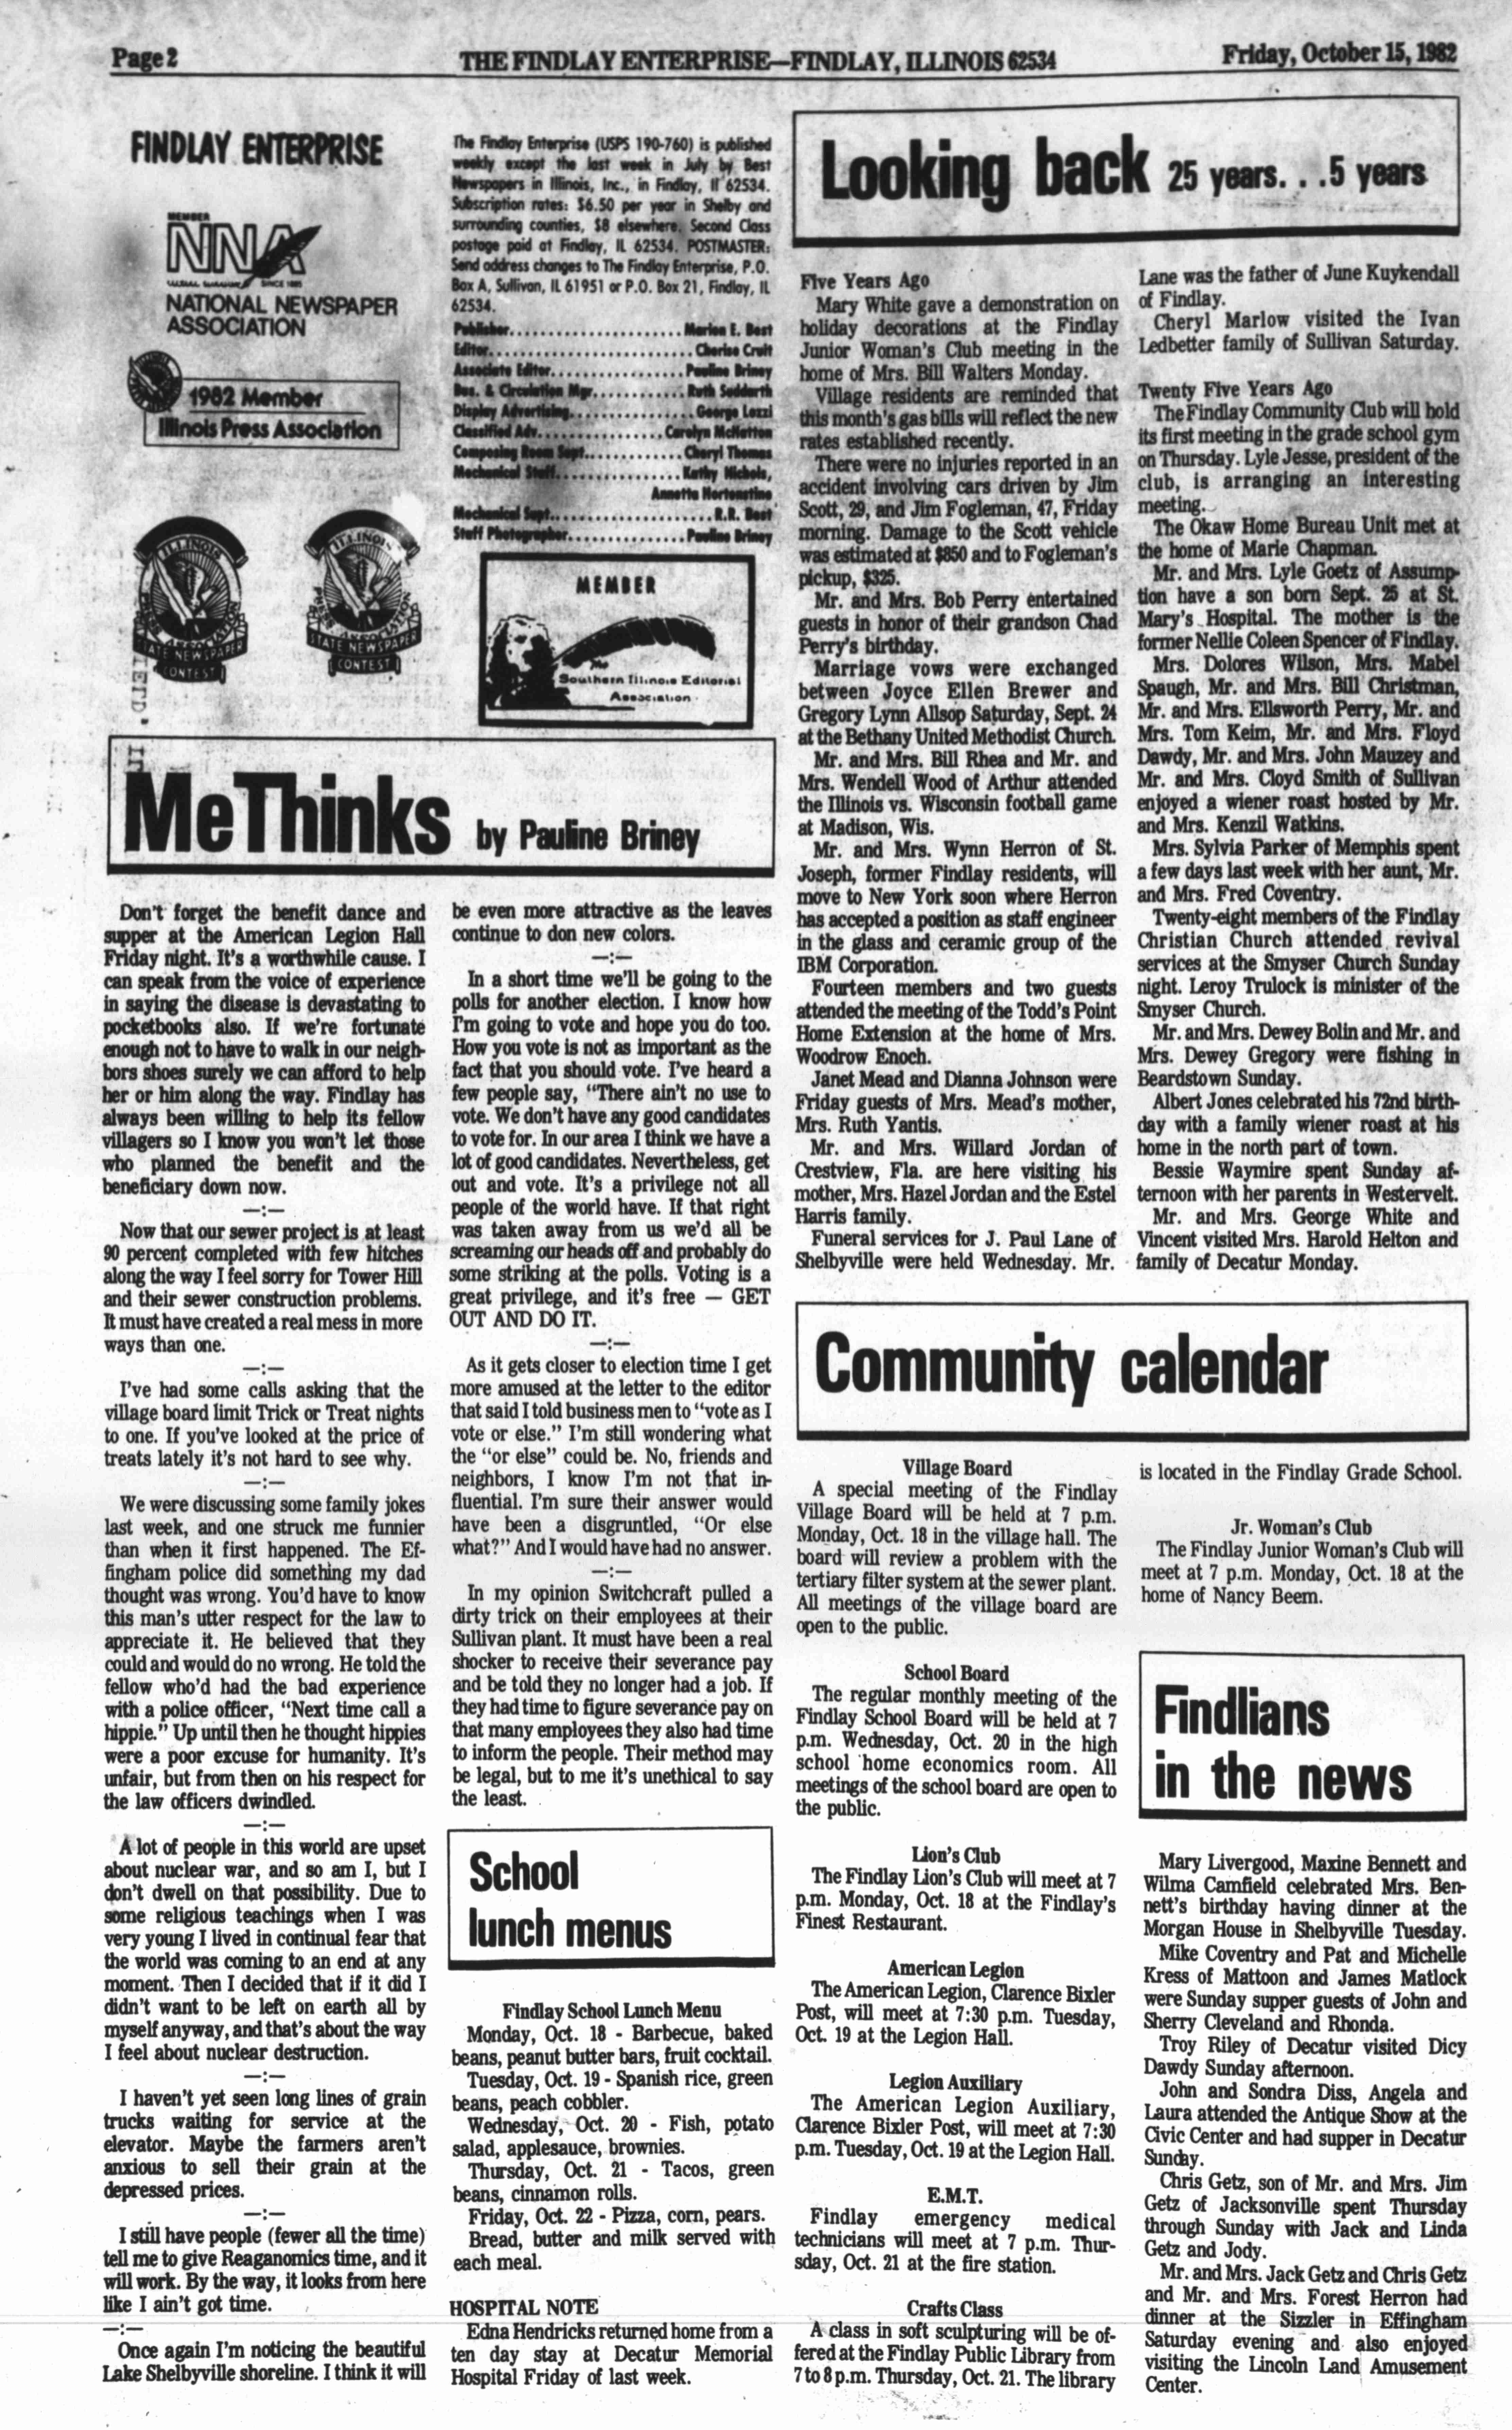 Page 2
THE FINDLAY ENTERPRISE—FINDLAY, ILLINOIS 62534
Friday, October 15, 1982
FINDLAY ENTERPRISE
MEMBER
NNA
SINCE 1885
NATIONAL NEWSPAPER
ASSOCIATION
1982 Member
Illinois Press Association
ILLINOIS
PRESS ASSOCIATION
STATE NEWSPAPER
CONTEST
ILLINOIS
PRESS ASSOCIATION
STATE NEWSPAPER
CONTEST
The Findlay Enterprise (USPS 190-760) is published
weekly except the last week in July by Best
Newspapers in Illinois, Inc., in Findlay, Il 62534.
Subscription rates: $6.50 per year in Shelby and
surrounding counties, $8 elsewhere. Second Class
postage paid at Findlay, IL 62534. POSTMASTER:
Send address changes to The Findlay Enterprise, P.O.
Box A, Sullivan, IL 61951 or P.O. Box 21, Findlay, IL
62534.
Publisher......................Marion E. Best
Editor.........................Cherise Cruit
Associate Editor.................Pauline Briney
Bus. & Circulation Mgr............Ruth Suddarth
Display Advertising................George Lozzi
Classified Adv................Carolyn McHatton
Composing Room Supt.............Cheryl Thomas
Mechanical Staff................Kathy Nichols,
Annetta Hortenstine
Mechanical Supt.....................R.R. Best
Staff Photographer...............Pauline Briney
MEMBER
The
Southern Illinois Editorial
Association
MeThinks by Pauline Briney
Don't forget the benefit dance and
supper at the American Legion Hall
Friday night. It's a worthwhile cause. I
can speak from the voice of experience
in saying the disease is devastating to
pocketbooks also. If we're fortunate
enough not to have to walk in our neigh-
bors shoes surely we can afford to help
her or him along the way. Findlay has
always been willing to help its fellow
villagers so I know you won't let those
who planned the benefit and the
beneficiary down now.
—:—
Now that our sewer project is at least
90 percent completed with few hitches
along the way I feel sorry for Tower Hill
and their sewer construction problems.
It must have created a real mess in more
ways than one.
—:—
I've had some calls asking that the
village board limit Trick or Treat nights
to one. If you've looked at the price of
treats lately it's not hard to see why.
—:—
We were discussing some family jokes
last week, and one struck me funnier
than when it first happened. The Ef-
fingham police did something my dad
thought was wrong. You'd have to know
this man's utter respect for the law to
appreciate it. He believed that they
could and would do no wrong. He told the
fellow who'd had the bad experience
with a police officer, "Next time call a
hippie." Up until then he thought hippies
were a poor excuse for humanity. It's
unfair, but from then on his respect for
the law officers dwindled.
—:—
A lot of people in this world are upset
about nuclear war, and so am I, but I
don't dwell on that possibility. Due to
some religious teachings when I was
very young I lived in continual fear that
the world was coming to an end at any
moment. Then I decided that if it did I
didn't want to be left on earth all by
myself anyway, and that's about the way
I feel about nuclear destruction.
—:—
I haven't yet seen long lines of grain
trucks waiting for service at the
elevator. Maybe the farmers aren't
anxious to sell their grain at the
depressed prices.
—:—
I still have people (fewer all the time)
tell me to give Reaganomics time, and it
will work. By the way, it looks from here
like I ain't got time.
—:—
Once again I'm noticing the beautiful
Lake Shelbyville shoreline. I think it will
be even more attractive as the leaves
continue to don new colors.
—:—
In a short time we'll be going to the
polls for another election. I know how
I'm going to vote and hope you do too.
How you vote is not as important as the
fact that you should vote. I've heard a
few people say, "There ain't no use to
vote. We don't have any good candidates
to vote for. In our area I think we have a
lot of good candidates. Nevertheless, get
out and vote. It's a privilege not all
people of the world have. If that right
was taken away from us we'd all be
screaming our heads off and probably do
some striking at the polls. Voting is a
great privilege, and it's free — GET
OUT AND DO IT.
—:—
As it gets closer to election time I get
more amused at the letter to the editor
that said I told business men to "vote as I
vote or else." I'm still wondering what
the "or else" could be. No, friends and
neighbors, I know I'm not that in-
fluential. I'm sure their answer would
have been a disgruntled, "Or else
what?" And I would have had no answer.
—:—
In my opinion Switchcraft pulled a
dirty trick on their employees at their
Sullivan plant. It must have been a real
shocker to receive their severance pay
and be told they no longer had a job. If
they had time to figure severance pay on
that many employees they also had time
to inform the people. Their method may
be legal, but to me it's unethical to say
the least.
School
lunch menus
Findlay School Lunch Menu
Monday, Oct. 18 - Barbecue, baked
beans, peanut butter bars, fruit cocktail.
Tuesday, Oct. 19 - Spanish rice, green
beans, peach cobbler.
Wednesday, Oct. 20 - Fish, potato
salad, applesauce, brownies.
Thursday, Oct. 21 - Tacos, green
beans, cinnamon rolls.
Friday, Oct. 22 - Pizza, corn, pears.
Bread, butter and milk served with
each meal.
HOSPITAL NOTE
Edna Hendricks returned home from a
ten day stay at Decatur Memorial
Hospital Friday of last week.
Looking back 25 years. . .5 years
Five Years Ago
Mary White gave a demonstration on
holiday decorations at the Findlay
Junior Woman's Club meeting in the
home of Mrs. Bill Walters Monday.
Village residents are reminded that
this month's gas bills will reflect the new
rates established recently.
There were no injuries reported in an
accident involving cars driven by Jim
Scott, 29, and Jim Fogleman, 47, Friday
morning. Damage to the Scott vehicle
was estimated at $850 and to Fogleman's
pickup, $325.
Mr. and Mrs. Bob Perry entertained
guests in honor of their grandson Chad
Perry's birthday.
Marriage vows were exchanged
between Joyce Ellen Brewer and
Gregory Lynn Allsop Saturday, Sept. 24
at the Bethany United Methodist Church.
Mr. and Mrs. Bill Rhea and Mr. and
Mrs. Wendell Wood of Arthur attended
the Illinois vs. Wisconsin football game
at Madison, Wis.
Mr. and Mrs. Wynn Herron of St.
Joseph, former Findlay residents, will
move to New York soon where Herron
has accepted a position as staff engineer
in the glass and ceramic group of the
IBM Corporation.
Fourteen members and two guests
attended the meeting of the Todd's Point
Home Extension at the home of Mrs.
Woodrow Enoch.
Janet Mead and Dianna Johnson were
Friday guests of Mrs. Mead's mother,
Mrs. Ruth Yantis.
Mr. and Mrs. Willard Jordan of
Crestview, Fla. are here visiting his
mother, Mrs. Hazel Jordan and the Estel
Harris family.
Funeral services for J. Paul Lane of
Shelbyville were held Wednesday. Mr.
Lane was the father of June Kuykendall
of Findlay.
Cheryl Marlow visited the Ivan
Ledbetter family of Sullivan Saturday.
Twenty Five Years Ago
The Findlay Community Club will hold
its first meeting in the grade school gym
on Thursday. Lyle Jesse, president of the
club, is arranging an interesting
meeting.
The Okaw Home Bureau Unit met at
the home of Marie Chapman.
Mr. and Mrs. Lyle Goetz of Assump-
tion have a son born Sept. 25 at St.
Mary's Hospital. The mother is the
former Nellie Coleen Spencer of Findlay.
Mrs. Dolores Wilson, Mrs. Mabel
Spaugh, Mr. and Mrs. Bill Christman,
Mr. and Mrs. Ellsworth Perry, Mr. and
Mrs. Tom Keim, Mr. and Mrs. Floyd
Dawdy, Mr. and Mrs. John Mauzey and
Mr. and Mrs. Cloyd Smith of Sullivan
enjoyed a wiener roast hosted by Mr.
and Mrs. Kenzil Watkins.
Mrs. Sylvia Parker of Memphis spent
a few days last week with her aunt, Mr.
and Mrs. Fred Coventry.
Twenty-eight members of the Findlay
Christian Church attended revival
services at the Smyser Church Sunday
night. Leroy Trulock is minister of the
Smyser Church.
Mr. and Mrs. Dewey Bolin and Mr. and
Mrs. Dewey Gregory were fishing in
Beardstown Sunday.
Albert Jones celebrated his 72nd birth-
day with a family wiener roast at his
home in the north part of town.
Bessie Waymire spent Sunday af-
ternoon with her parents in Westervelt.
Mr. and Mrs. George White and
Vincent visited Mrs. Harold Helton and
family of Decatur Monday.
Community calendar
Village Board
A special meeting of the Findlay
Village Board will be held at 7 p.m.
Monday, Oct. 18 in the village hall. The
board will review a problem with the
tertiary filter system at the sewer plant.
All meetings of the village board are
open to the public.
School Board
The regular monthly meeting of the
Findlay School Board will be held at 7
p.m. Wednesday, Oct. 20 in the high
school home economics room. All
meetings of the school board are open to
the public.
Lion's Club
The Findlay Lion's Club will meet at 7
p.m. Monday, Oct. 18 at the Findlay's
Finest Restaurant.
American Legion
The American Legion, Clarence Bixler
Post, will meet at 7:30 p.m. Tuesday,
Oct. 19 at the Legion Hall.
Legion Auxiliary
The American Legion Auxiliary,
Clarence Bixler Post, will meet at 7:30
p.m. Tuesday, Oct. 19 at the Legion Hall.
E.M.T.
Findlay emergency medical
technicians will meet at 7 p.m. Thur-
sday, Oct. 21 at the fire station.
Crafts Class
A class in soft sculpturing will be of-
fered at the Findlay Public Library from
7 to 8 p.m. Thursday, Oct. 21. The library
is located in the Findlay Grade School.
Jr. Woman's Club
The Findlay Junior Woman's Club will
meet at 7 p.m. Monday, Oct. 18 at the
home of Nancy Beem.
Findlians
in the news
Mary Livergood, Maxine Bennett and
Wilma Camfield celebrated Mrs. Ben-
nett's birthday having dinner at the
Morgan House in Shelbyville Tuesday.
Mike Coventry and Pat and Michelle
Kress of Mattoon and James Matlock
were Sunday supper guests of John and
Sherry Cleveland and Rhonda.
Troy Riley of Decatur visited Dicy
Dawdy Sunday afternoon.
John and Sondra Diss, Angela and
Laura attended the Antique Show at the
Civic Center and had supper in Decatur
Sunday.
Chris Getz, son of Mr. and Mrs. Jim
Getz of Jacksonville spent Thursday
through Sunday with Jack and Linda
Getz and Jody.
Mr. and Mrs. Jack Getz and Chris Getz
and Mr. and Mrs. Forest Herron had
dinner at the Sizzler in Effingham
Saturday evening and also enjoyed
visiting the Lincoln Land Amusement
Center.